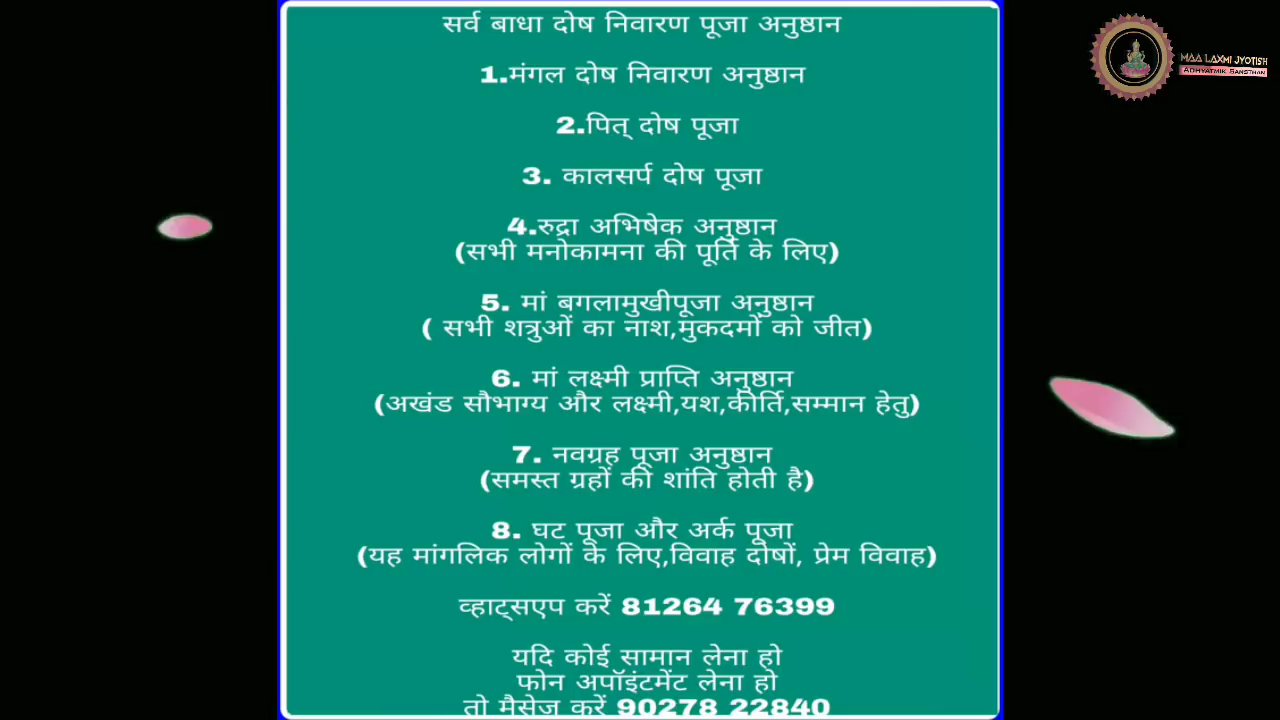 सर्व बाधा दोष निवारण पूजा अनुष्ठान
1.मंगल दोष निवारण अनुष्ठान
2.पित् दोष पूजा
3. कालसर्प दोष पूजा
4.रुद्रा अभिषेक अनुष्ठान
(सभी मनोकामना की पूर्ति के लिए)
5. मां बगलामुखीपूजा अनुष्ठान
( सभी शत्रुओं का नाश,मुकदमों को जीत)
6. मां लक्ष्मी प्राप्ति अनुष्ठान
(अखंड सौभाग्य और लक्ष्मी,यश,कीर्ति,सम्मान हेतु)
7. नवग्रह पूजा अनुष्ठान
(समस्त ग्रहों की शांति होती है)
8. घट पूजा और अर्क पूजा
(यह मांगलिक लोगों के लिए,विवाह दोषों, प्रेम विवाह)
व्हाट्सएप करें 81264 76399
यदि कोई सामान लेना हो
फोन अपॉइंटमेंट लेना हो
तो मैसेज करें 90278 22840
MAA LAXMI JYOTISH
ADHYATMIK SANSTHAN